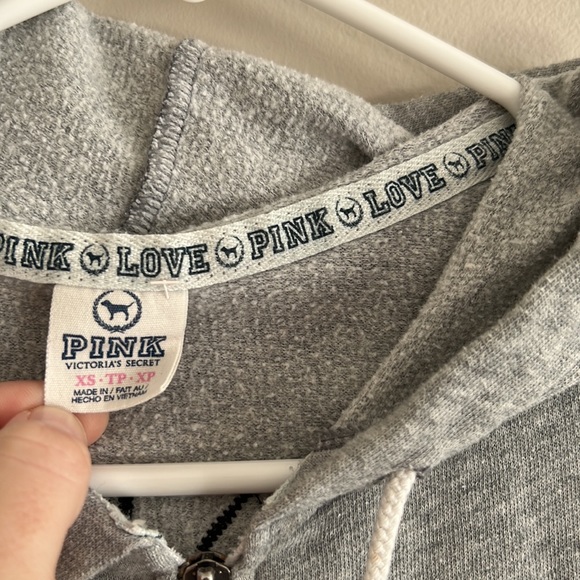 PINK LOVE PINK LOVE PINK
PINK
VICTORIA'S SECRET
XS · TP · XP
MADE IN / FAIT AU /
HECHO EN VIETNAM